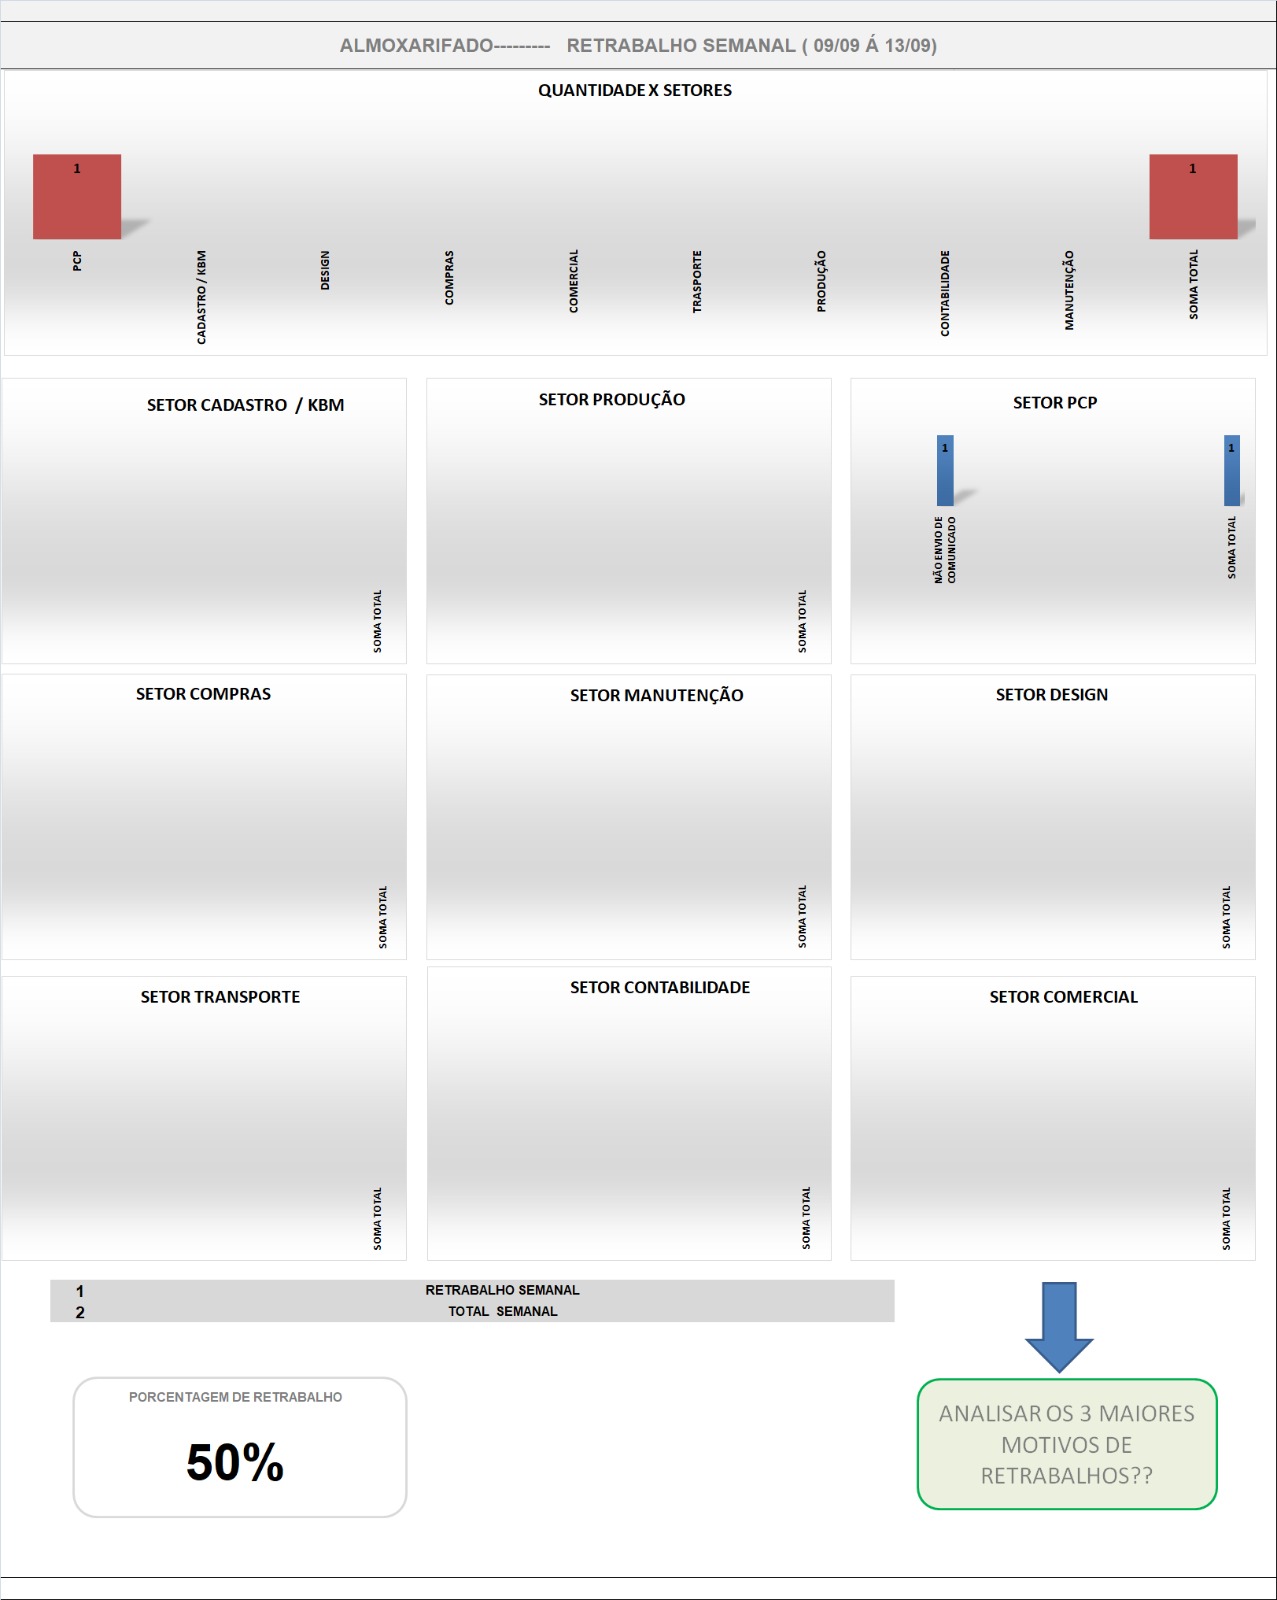 ALMOXARIFADO--------- RETRABALHO SEMANAL ( 09/09 Á 13/09)
QUANTIDADE X SETORES
1
1
PCP
CADASTRO / KBM
DESIGN
COMPRAS
COMERCIAL
TRASPORTE
PRODUÇÃO
CONTABILIDADE
MANUTENÇÃO
SOMA TOTAL
SETOR CADASTRO / KBM
SOMA TOTAL
SETOR PRODUÇÃO
SOMA TOTAL
SETOR PCP
1
1
NÃO ENVIO DE
COMUNICADO
SOMA TOTAL
SETOR COMPRAS
SOMA TOTAL
SETOR MANUTENÇÃO
SOMA TOTAL
SETOR DESIGN
SOMA TOTAL
SETOR TRANSPORTE
SOMA TOTAL
SETOR CONTABILIDADE
SOMA TOTAL
SETOR COMERCIAL
SOMA TOTAL
1 RETRABALHO SEMANAL
2 TOTAL SEMANAL
PORCENTAGEM DE RETRABALHO
50%
ANALISAR OS 3 MAIORES
MOTIVOS DE
RETRABALHOS??